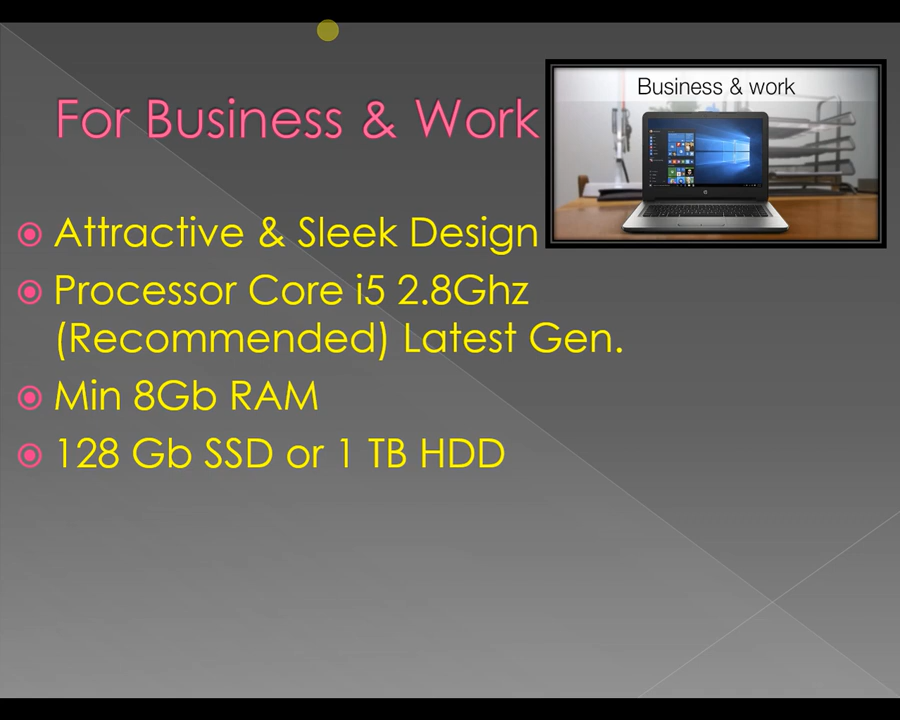 For Business & Work
Business & work
Attractive & Sleek Design
Processor Core i5 2.8Ghz
(Recommended) Latest Gen.
Min 8Gb RAM
128 Gb SSD or 1 TB HDD